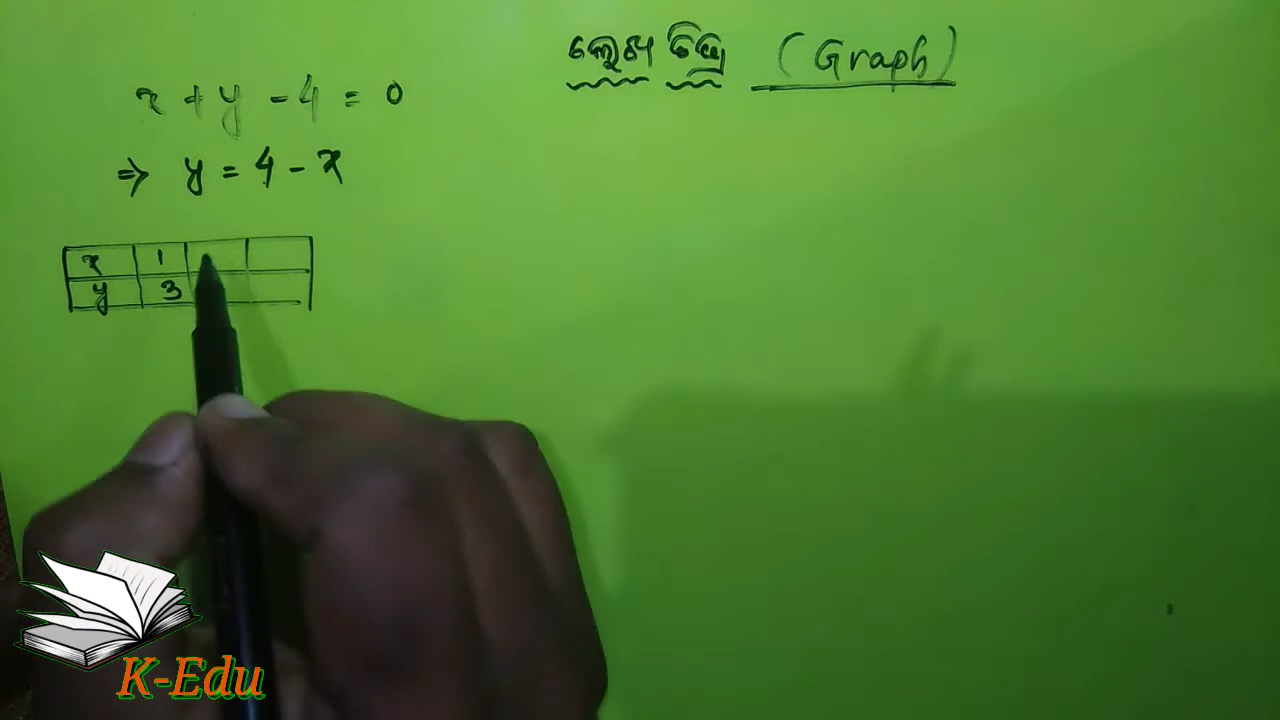 ଲେଖ ଚିତ୍ର (Graph)
x + y - 4 = 0
⇒ y = 4 - x
x 1
y 3
K-Edu